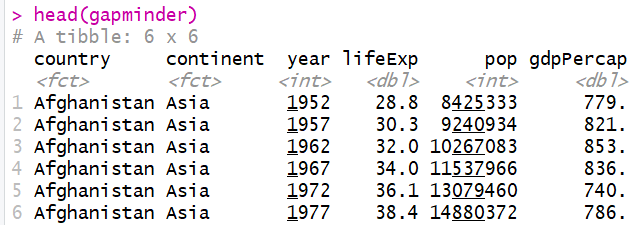 > head(gapminder)
# A tibble: 6 x 6
  country     continent  year lifeExp      pop gdpPercap
  <fct>       <fct>     <int>   <dbl>    <int>     <dbl>
1 Afghanistan Asia       1952    28.8  8425333      779.
2 Afghanistan Asia       1957    30.3  9240934      821.
3 Afghanistan Asia       1962    32.0 10267083      853.
4 Afghanistan Asia       1967    34.0 11537966      836.
5 Afghanistan Asia       1972    36.1 13079460      740.
6 Afghanistan Asia       1977    38.4 14880372      786.